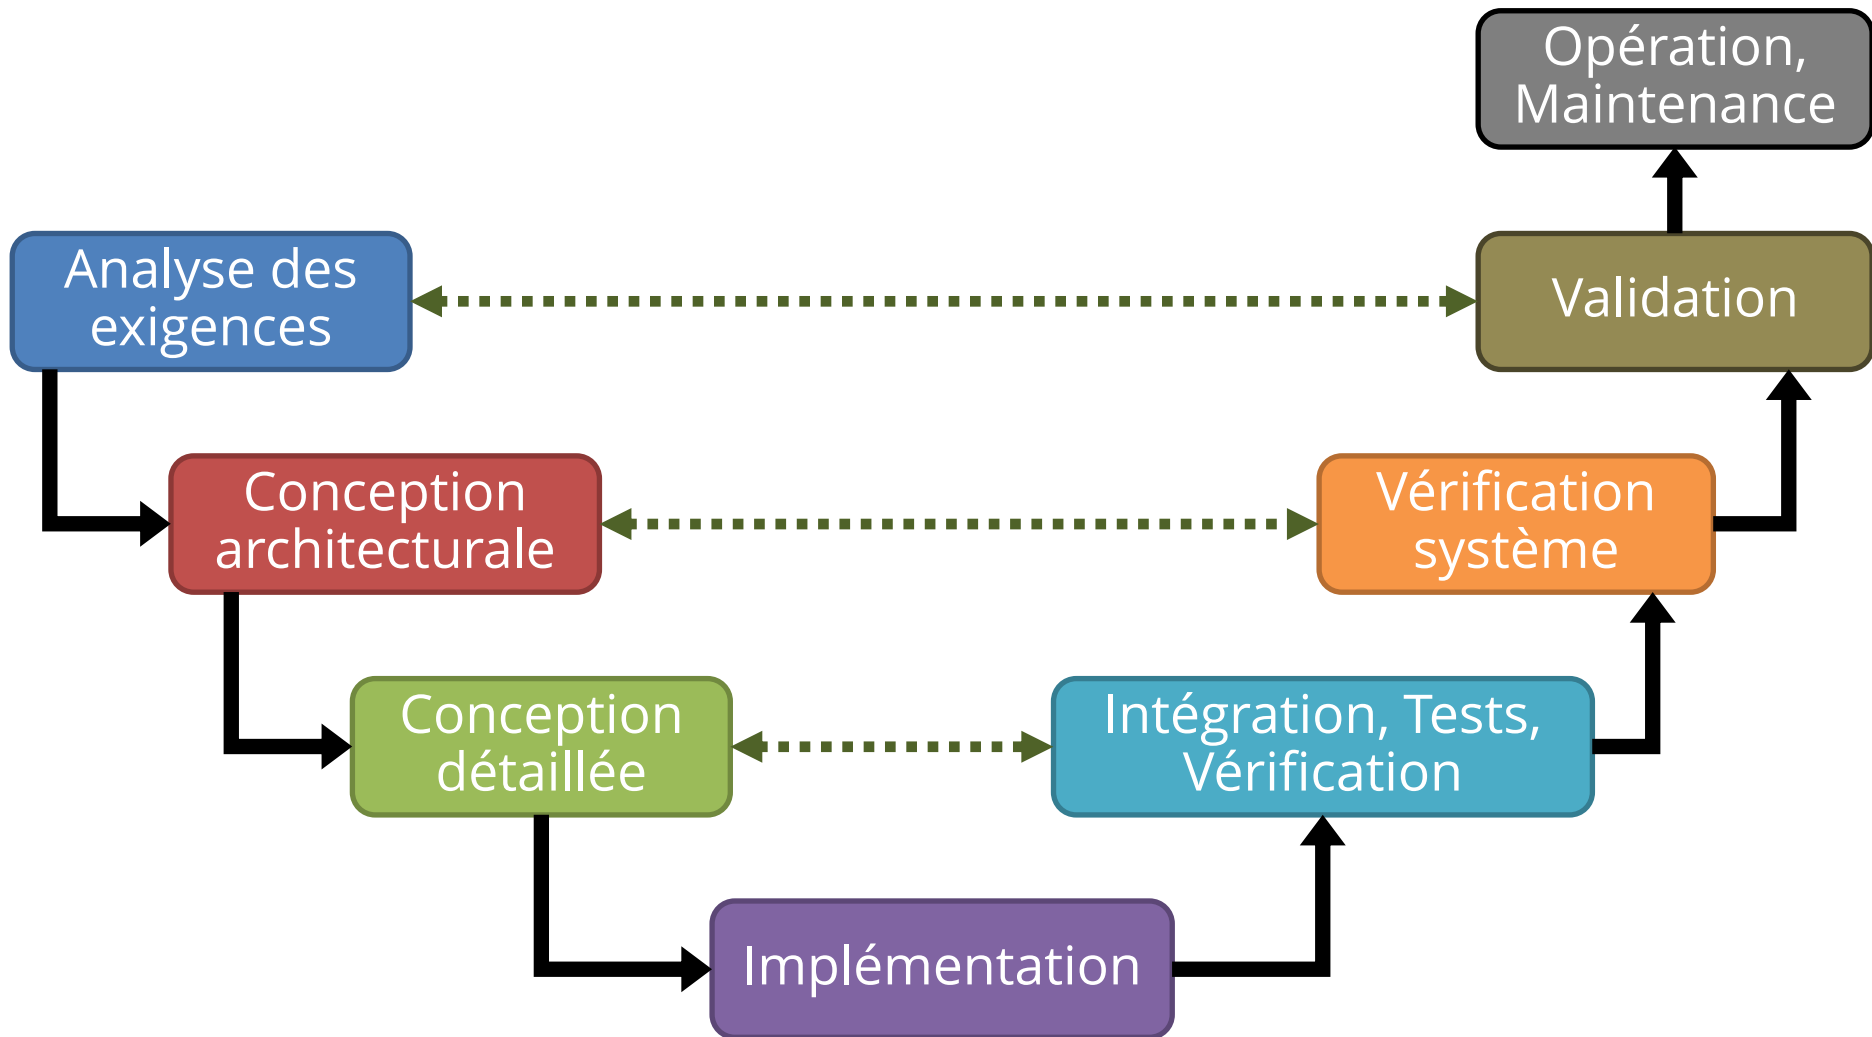 Opération,
Maintenance
Analyse des
exigences
Validation
Conception
architecturale
Vérification
système
Conception
détaillée
Intégration, Tests,
Vérification
Implémentation